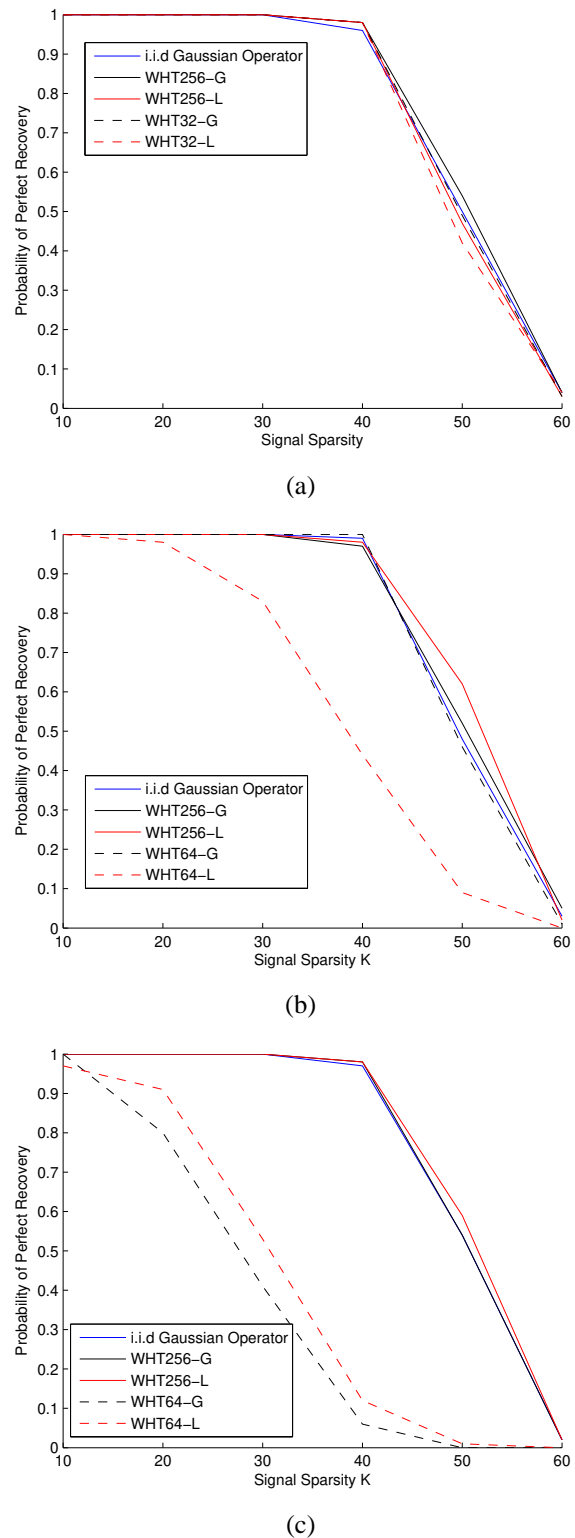 1
0.9
0.8
0.7
0.6
0.5
0.4
0.3
0.2
0.1
0
Probability of Perfect Recovery
i.i.d Gaussian Operator
WHT256−G
WHT256−L
WHT32−G
WHT32−L
10 20 30 40 50 60
Signal Sparsity
(a)
1
0.9
0.8
0.7
0.6
0.5
0.4
0.3
0.2
0.1
0
Probability of Perfect Recovery
i.i.d Gaussian Operator
WHT256−G
WHT256−L
WHT64−G
WHT64−L
10 20 30 40 50 60
Signal Sparsity K
(b)
1
0.9
0.8
0.7
0.6
0.5
0.4
0.3
0.2
0.1
0
Probability of Perfect Recovery
i.i.d Gaussian Operator
WHT256−G
WHT256−L
WHT64−G
WHT64−L
10 20 30 40 50 60
Signal Sparsity K
(c)